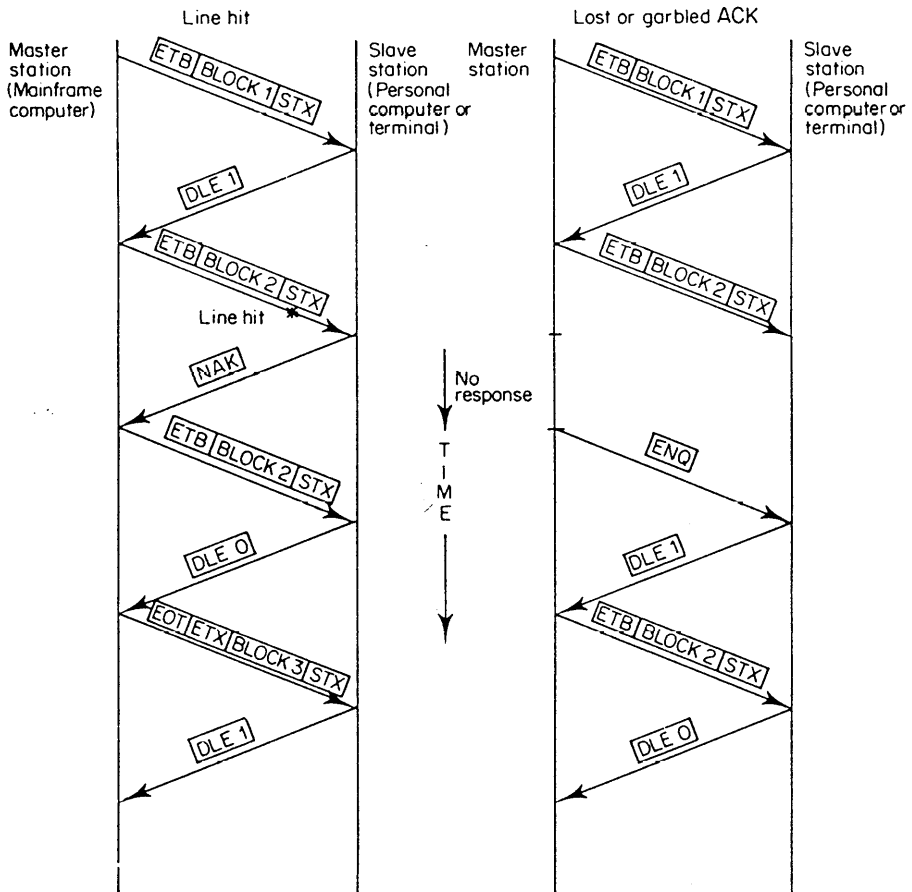 Line hit
Lost or garbled ACK
Master
station
(Mainframe
computer)
Slave
station
(Personal
computer or
terminal)
Master
station
Slave
station
(Personal
computer or
terminal)
ETB BLOCK 1 STX
DLE 1
ETB BLOCK 2 STX
Line hit
NAK
ETB BLOCK 2 STX
DLE 0
EOT ETX BLOCK 3 STX
DLE 1
No
response
TIME
ETB BLOCK 1 STX
DLE 1
ETB BLOCK 2 STX
ENQ
DLE 1
ETB BLOCK 2 STX
DLE 0